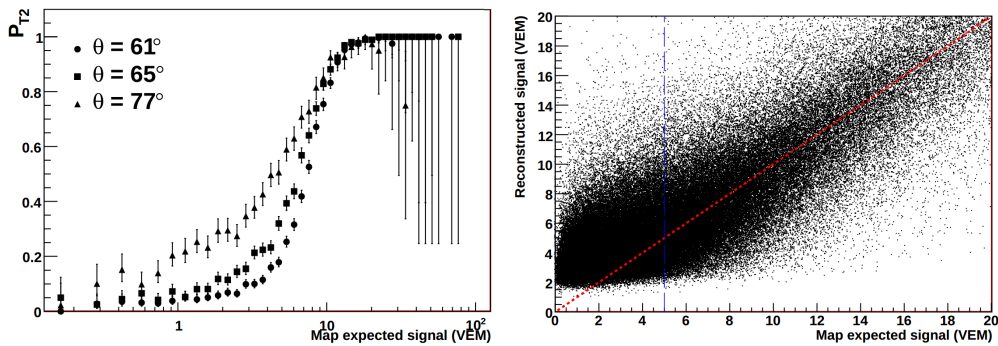 P_T2
1
0.8
0.6
0.4
0.2
0
θ = 61°
θ = 65°
θ = 77°
1 10 10²
Map expected signal (VEM)
Reconstructed signal (VEM)
20
18
16
14
12
10
8
6
4
2
0
0 2 4 6 8 10 12 14 16 18 20
Map expected signal (VEM)